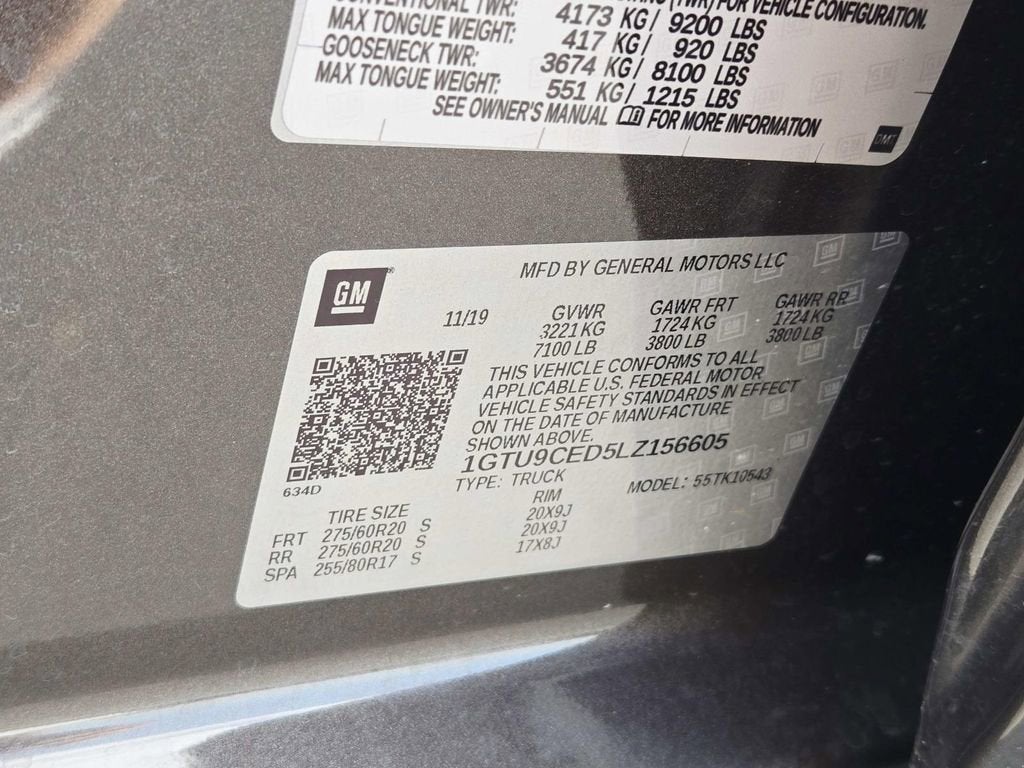 CONVENTIONAL TWR: 4173 KG/ 9200 LBS
(TWR) FOR VEHICLE CONFIGURATION.
MAX TONGUE WEIGHT: 417 KG/ 920 LBS
GOOSENECK TWR: 3674 KG/ 8100 LBS
MAX TONGUE WEIGHT: 551 KG/ 1215 LBS
SEE OWNER'S MANUAL FOR MORE INFORMATION
GMT
GM
MFD BY GENERAL MOTORS LLC
11/19 GVWR GAWR FRT GAWR RR
3221 KG 1724 KG 1724 KG
7100 LB 3800 LB 3800 LB
THIS VEHICLE CONFORMS TO ALL
APPLICABLE U.S. FEDERAL MOTOR
VEHICLE SAFETY STANDARDS IN EFFECT
ON THE DATE OF MANUFACTURE
SHOWN ABOVE.
1GTU9CED5LZ156605
634D
TYPE: TRUCK MODEL: 55TK10543
TIRE SIZE RIM
FRT 275/60R20 S 20X9J
RR 275/60R20 S 20X9J
SPA 255/80R17 S 17X8J